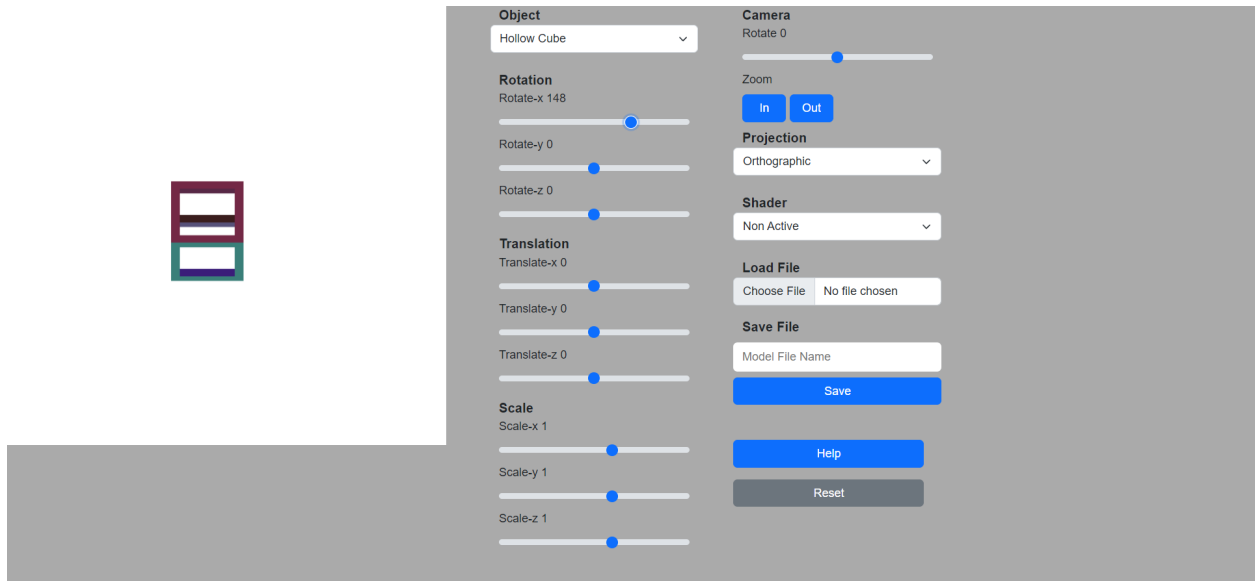 Object
Hollow Cube
Rotation
Rotate-x 148
Rotate-y 0
Rotate-z 0
Translation
Translate-x 0
Translate-y 0
Translate-z 0
Scale
Scale-x 1
Scale-y 1
Scale-z 1
Camera
Rotate 0
Zoom
In Out
Projection
Orthographic
Shader
Non Active
Load File
Choose File No file chosen
Save File
Model File Name
Save
Help
Reset